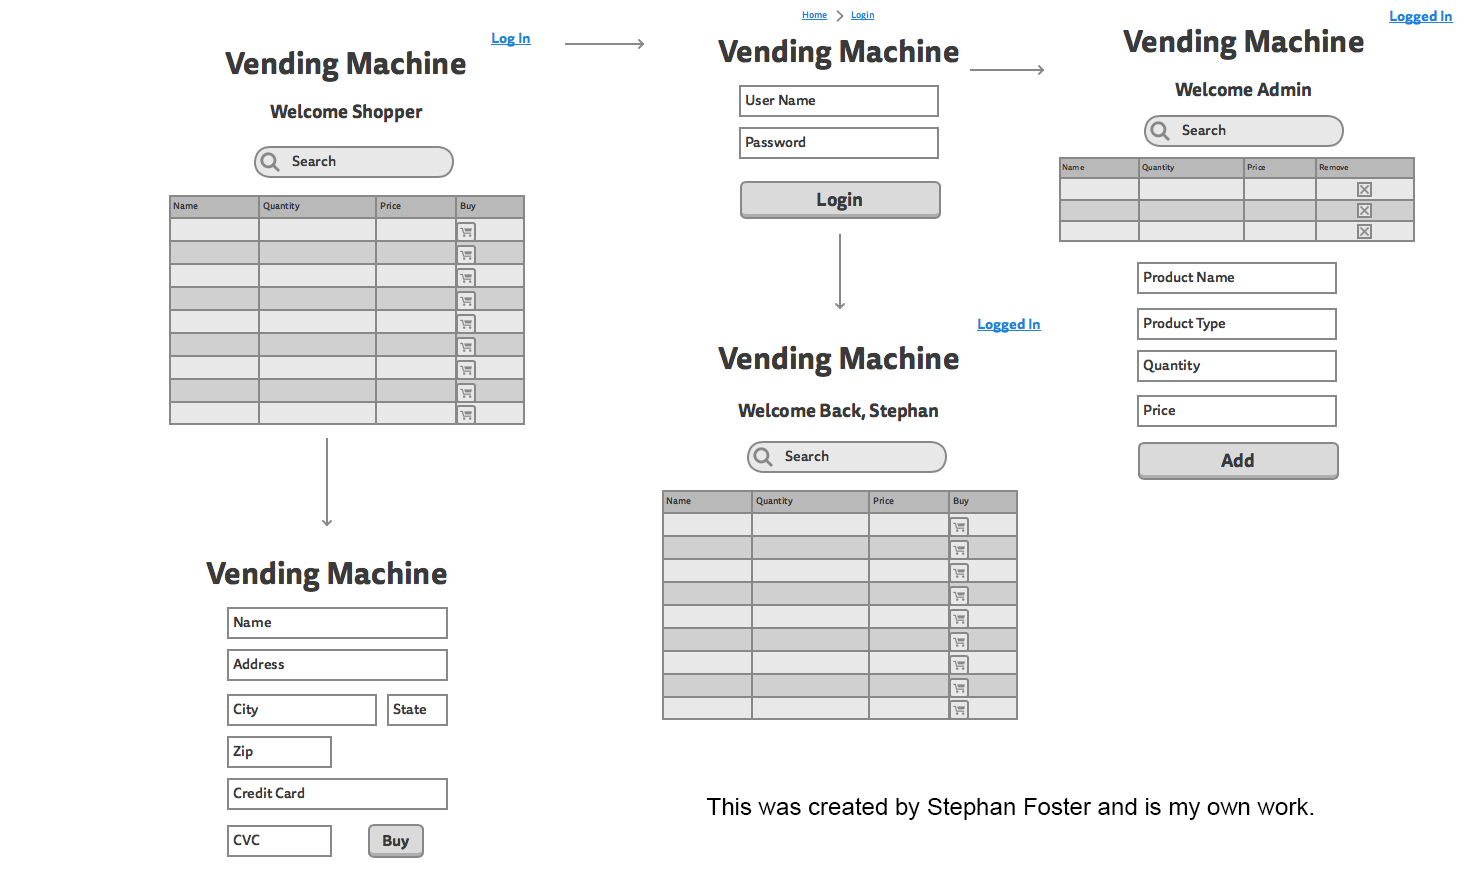 Log In
Vending Machine
Welcome Shopper
Search
Name Quantity Price Buy
Vending Machine
Name
Address
City State
Zip
Credit Card
CVC Buy
Home Login
Vending Machine
User Name
Password
Login
Logged In
Vending Machine
Welcome Back, Stephan
Search
Name Quantity Price Buy
Logged In
Vending Machine
Welcome Admin
Search
Name Quantity Price Remove
Product Name
Product Type
Quantity
Price
Add
This was created by Stephan Foster and is my own work.